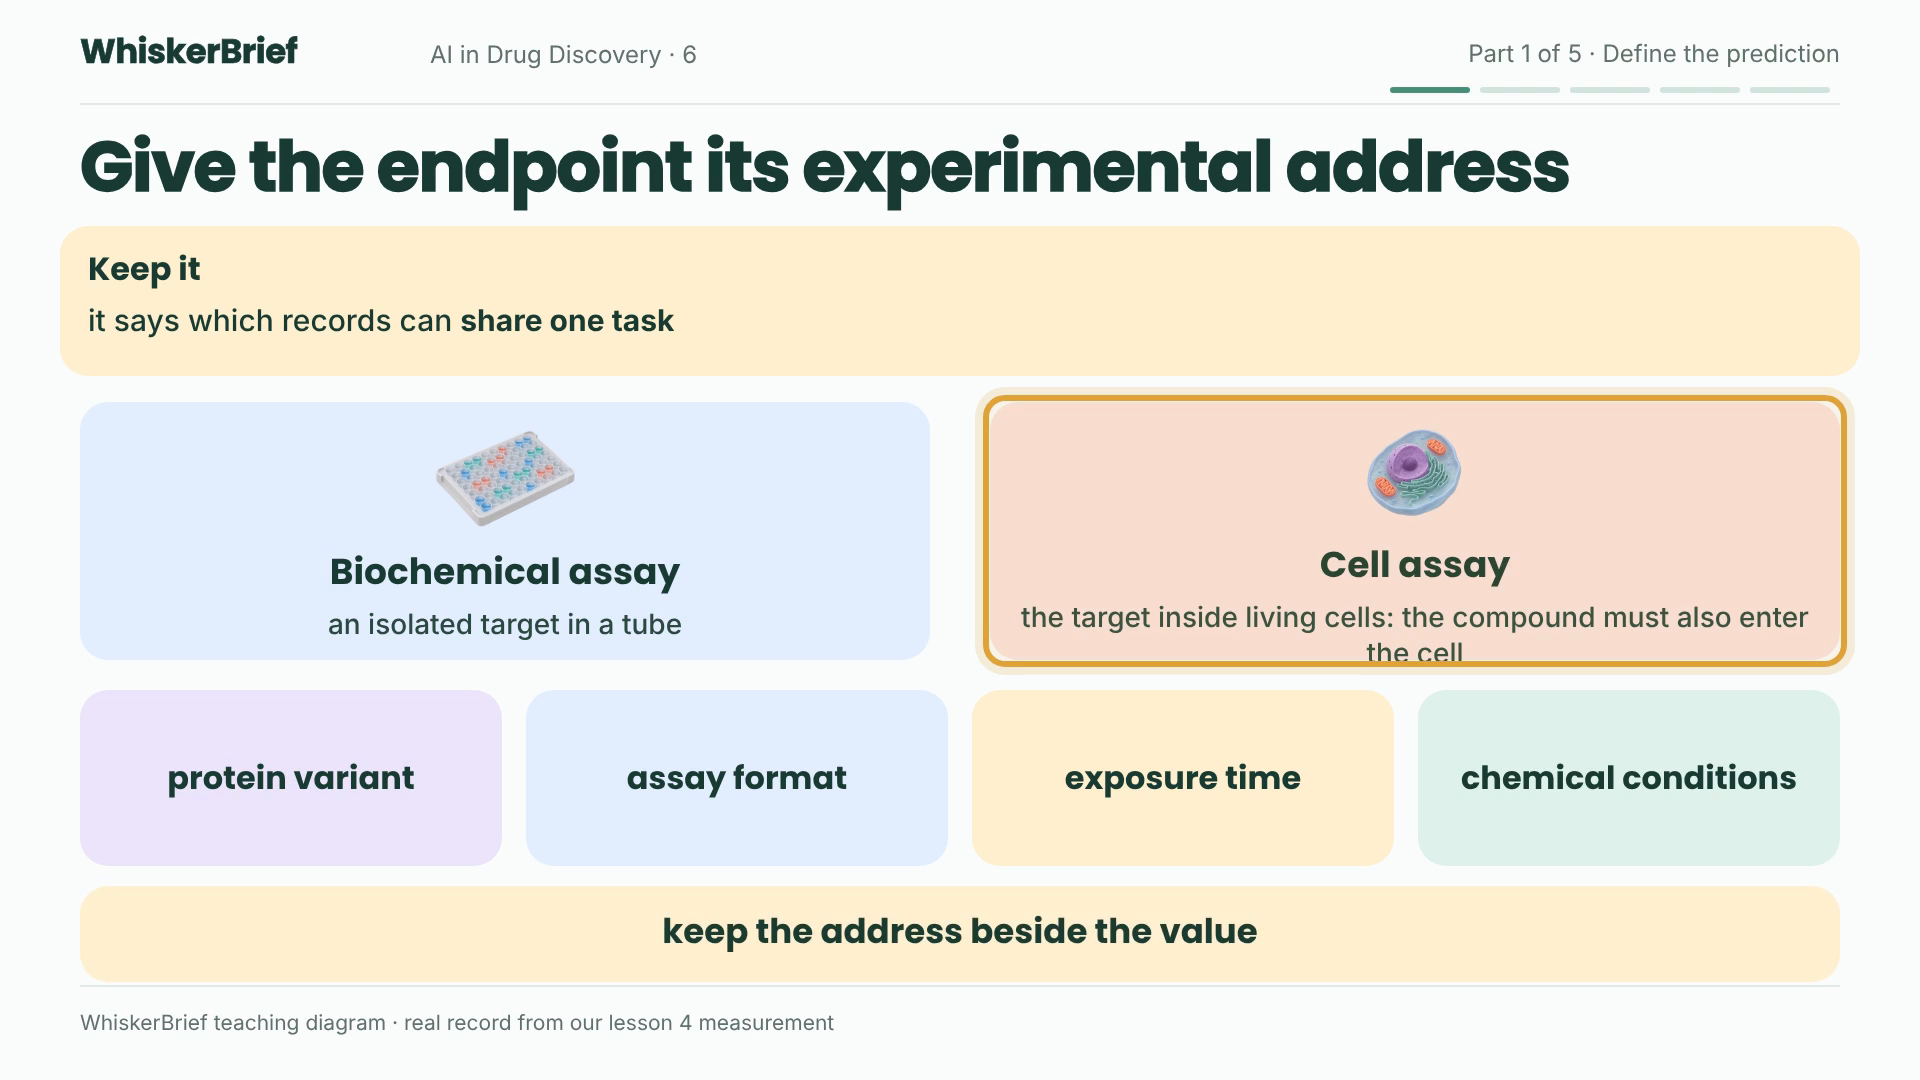 WhiskerBrief
AI in Drug Discovery · 6
Part 1 of 5 · Define the prediction
Give the endpoint its experimental address
Keep it
it says which records can share one task
Biochemical assay
an isolated target in a tube
Cell assay
the target inside living cells: the compound must also enter
the cell
protein variant
assay format
exposure time
chemical conditions
keep the address beside the value
WhiskerBrief teaching diagram · real record from our lesson 4 measurement